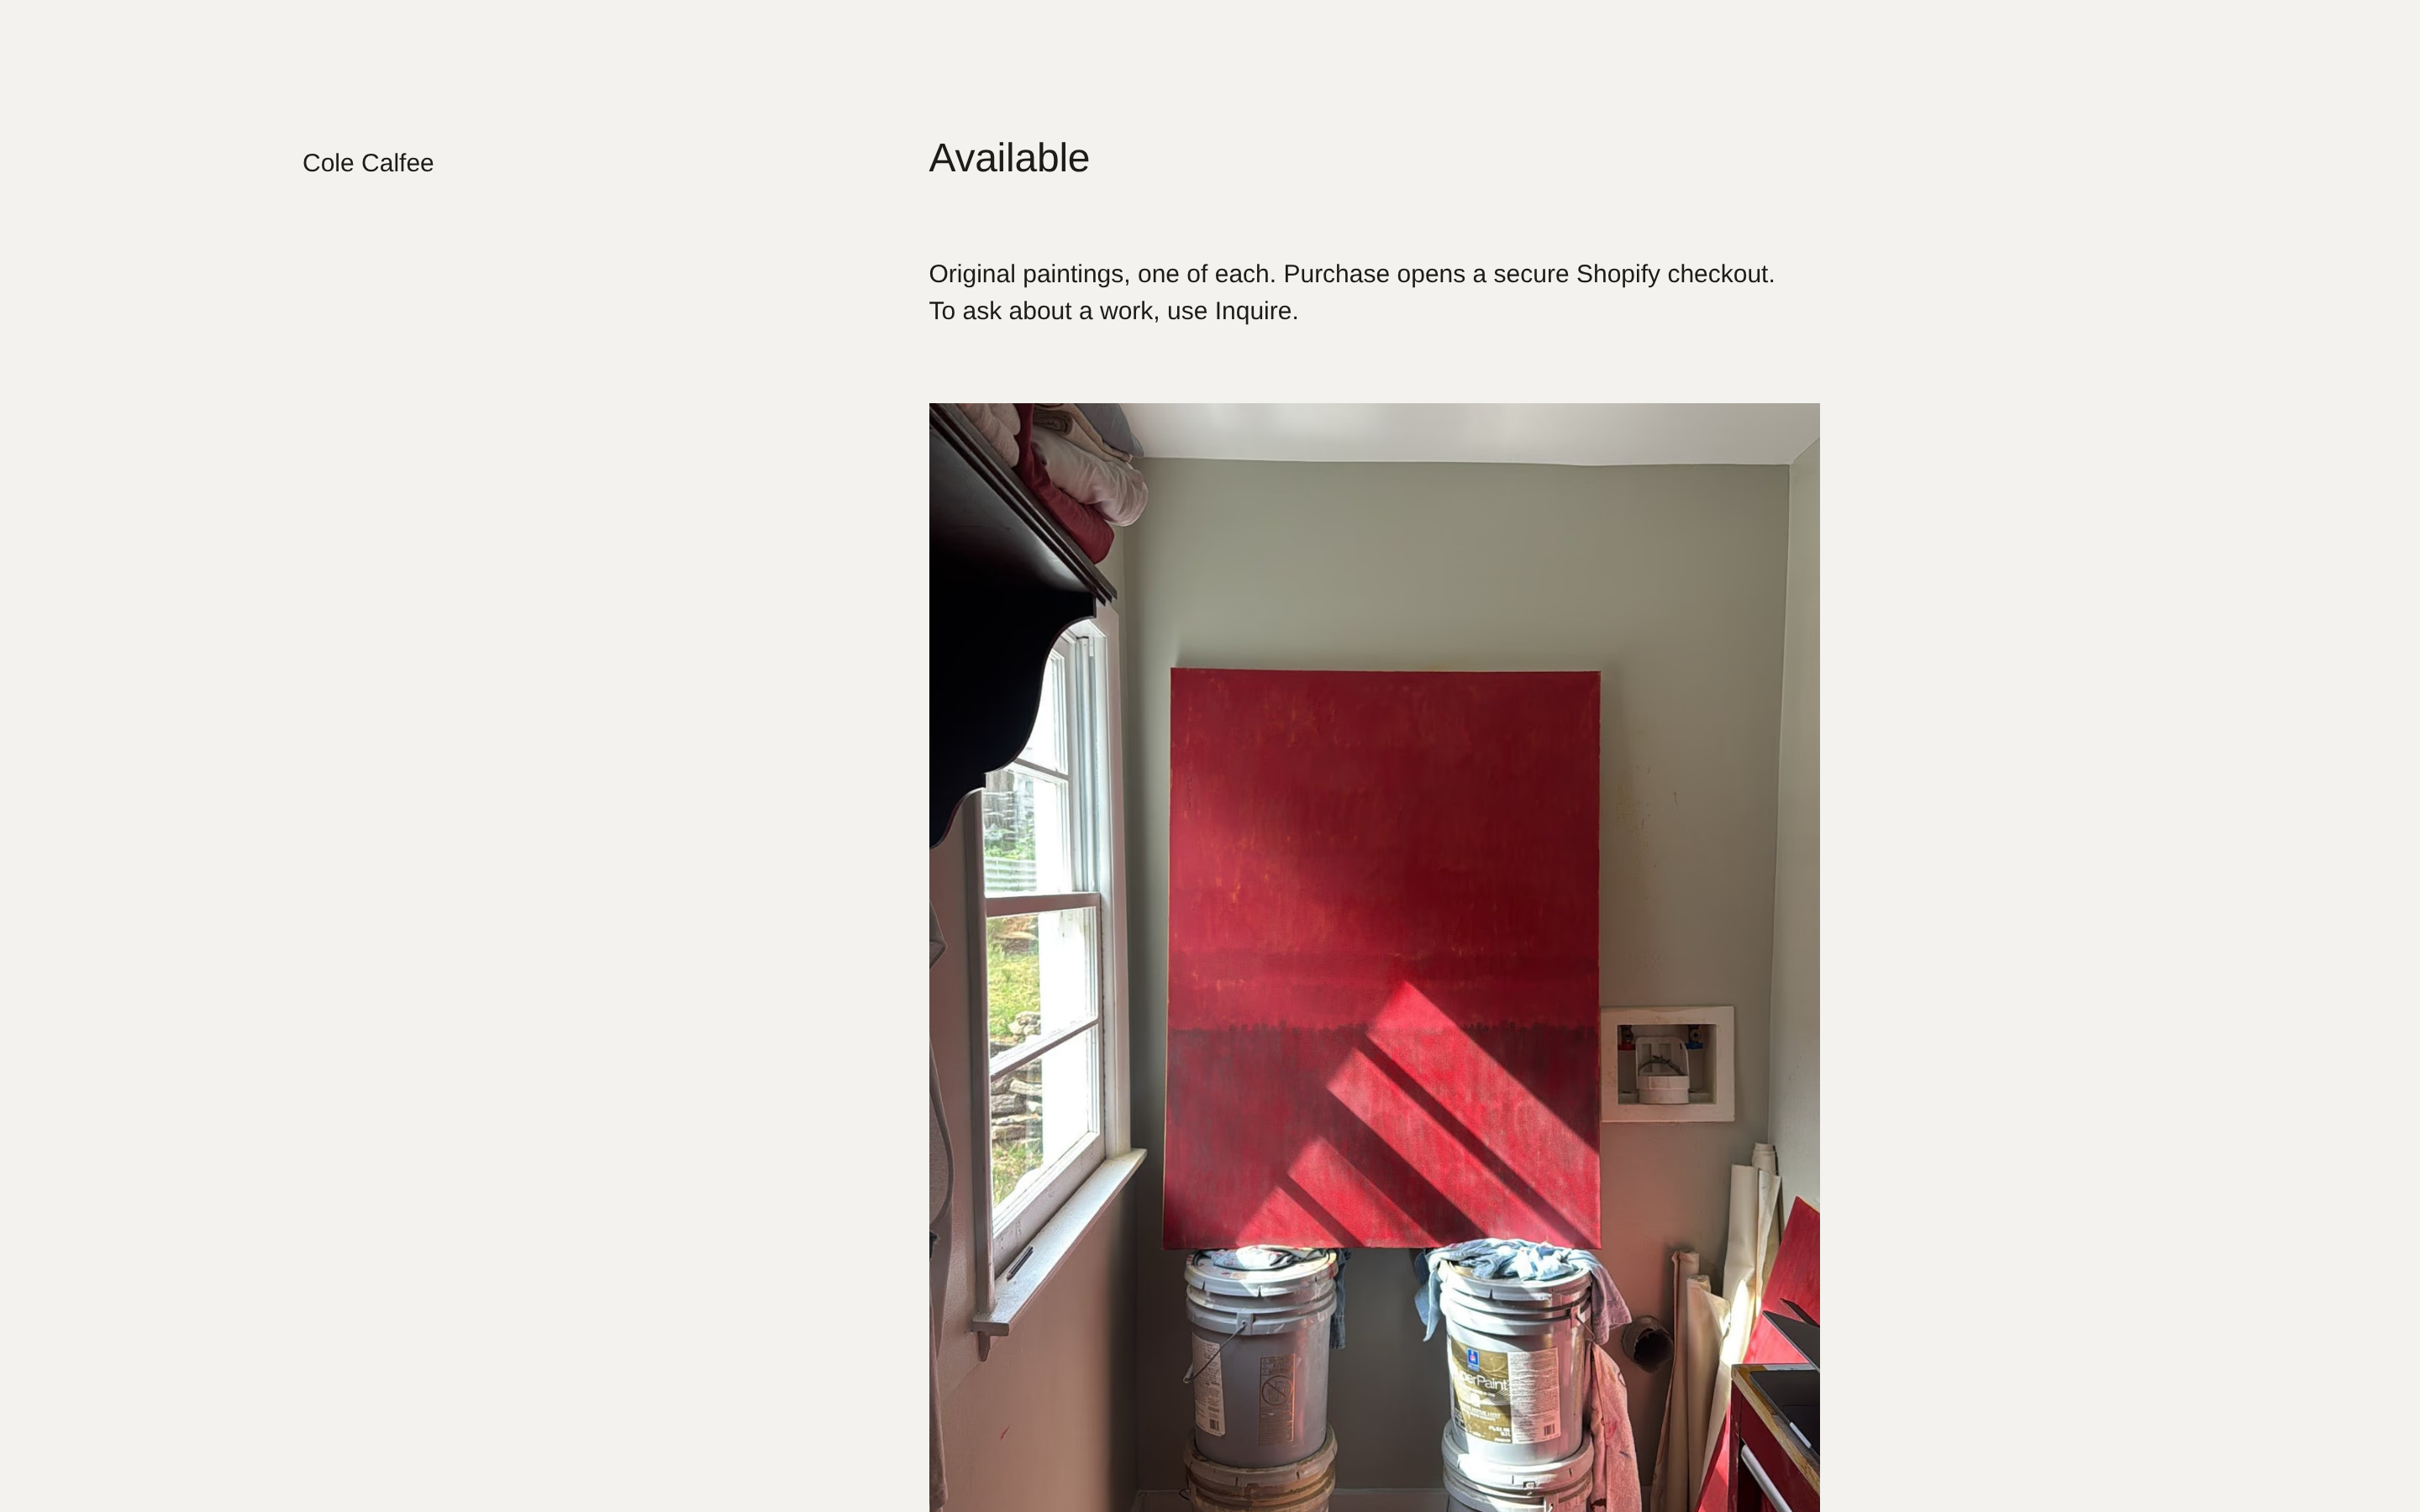 Cole Calfee
Available
Original paintings, one of each. Purchase opens a secure Shopify checkout.
To ask about a work, use Inquire.